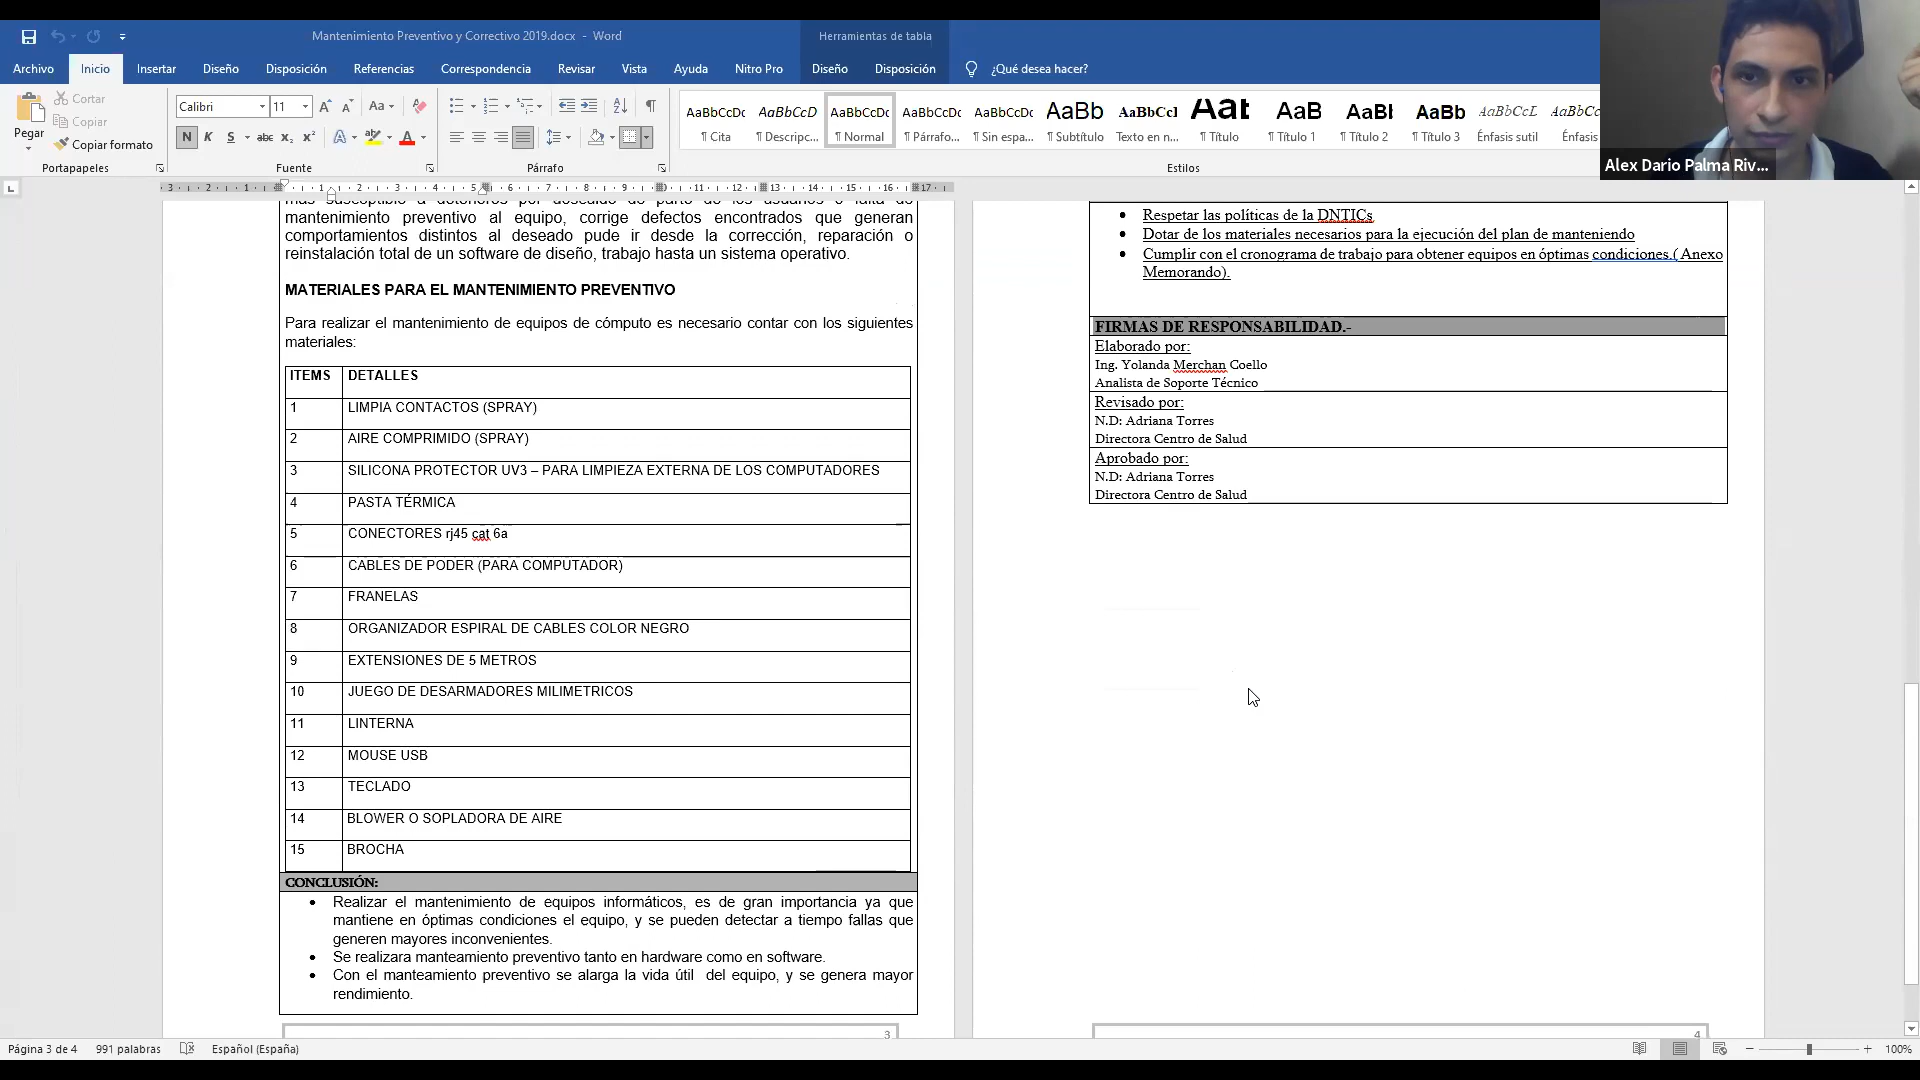 Mantenimiento Preventivo y Correctivo 2019.docx - Word
Herramientas de tabla
Archivo Inicio Insertar Diseño Disposición Referencias Correspondencia Revisar Vista Ayuda Nitro Pro Diseño Disposición ¿Qué desea hacer?
Pegar
Cortar
Copiar
Copiar formato
Portapapeles
Calibri 11
Fuente
Párrafo
AaBbCcDc AaBbCcD AaBbCcDc AaBbCcDc AaBbCcDc AaBb AaBbCcI AaB AaBbI AaBb AaBbCcL AaBbCcD
¶ Cita ¶ Descripc... ¶ Normal ¶ Párrafo... ¶ Sin espa... ¶ Subtítulo ¶ Texto en n... ¶ Título ¶ Título 1 ¶ Título 2 ¶ Título 3 Énfasis sutil Énfasis
Estilos
Alex Dario Palma Riv...
mantenimiento preventivo al equipo, corrige defectos encontrados que generan
comportamientos distintos al deseado pude ir desde la corrección, reparación o
reinstalación total de un software de diseño, trabajo hasta un sistema operativo.
MATERIALES PARA EL MANTENIMIENTO PREVENTIVO
Para realizar el mantenimiento de equipos de cómputo es necesario contar con los siguientes
materiales:
ITEMS DETALLES
1 LIMPIA CONTACTOS (SPRAY)
2 AIRE COMPRIMIDO (SPRAY)
3 SILICONA PROTECTOR UV3 – PARA LIMPIEZA EXTERNA DE LOS COMPUTADORES
4 PASTA TÉRMICA
5 CONECTORES rj45 cat 6a
6 CABLES DE PODER (PARA COMPUTADOR)
7 FRANELAS
8 ORGANIZADOR ESPIRAL DE CABLES COLOR NEGRO
9 EXTENSIONES DE 5 METROS
10 JUEGO DE DESARMADORES MILIMETRICOS
11 LINTERNA
12 MOUSE USB
13 TECLADO
14 BLOWER O SOPLADORA DE AIRE
15 BROCHA
CONCLUSIÓN:
• Realizar el mantenimiento de equipos informáticos, es de gran importancia ya que
mantiene en óptimas condiciones el equipo, y se pueden detectar a tiempo fallas que
generen mayores inconvenientes.
• Se realizara manteamiento preventivo tanto en hardware como en software.
• Con el manteamiento preventivo se alarga la vida útil del equipo, y se genera mayor
rendimiento.
3
• Respetar las políticas de la DNTICs
• Dotar de los materiales necesarios para la ejecución del plan de manteniendo
• Cumplir con el cronograma de trabajo para obtener equipos en óptimas condiciones.( Anexo
Memorando).
FIRMAS DE RESPONSABILIDAD.-
Elaborado por:
Ing. Yolanda Merchan Coello
Analista de Soporte Técnico
Revisado por:
N.D: Adriana Torres
Directora Centro de Salud
Aprobado por:
N.D: Adriana Torres
Directora Centro de Salud
4
Página 3 de 4 991 palabras Español (España) 100%